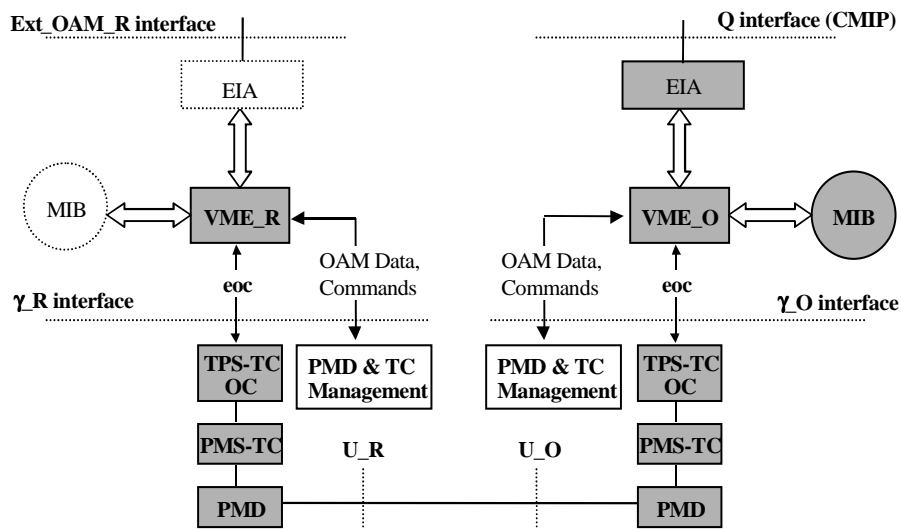 Ext_OAM_R interface
Q interface (CMIP)
EIA
EIA
MIB
VME_R
VME_O
MIB
OAM Data,
Commands
OAM Data,
Commands
eoc
eoc
γ_R interface
γ_O interface
TPS-TC
OC
PMD & TC
Management
PMD & TC
Management
TPS-TC
OC
PMS-TC
U_R
U_O
PMS-TC
PMD
PMD